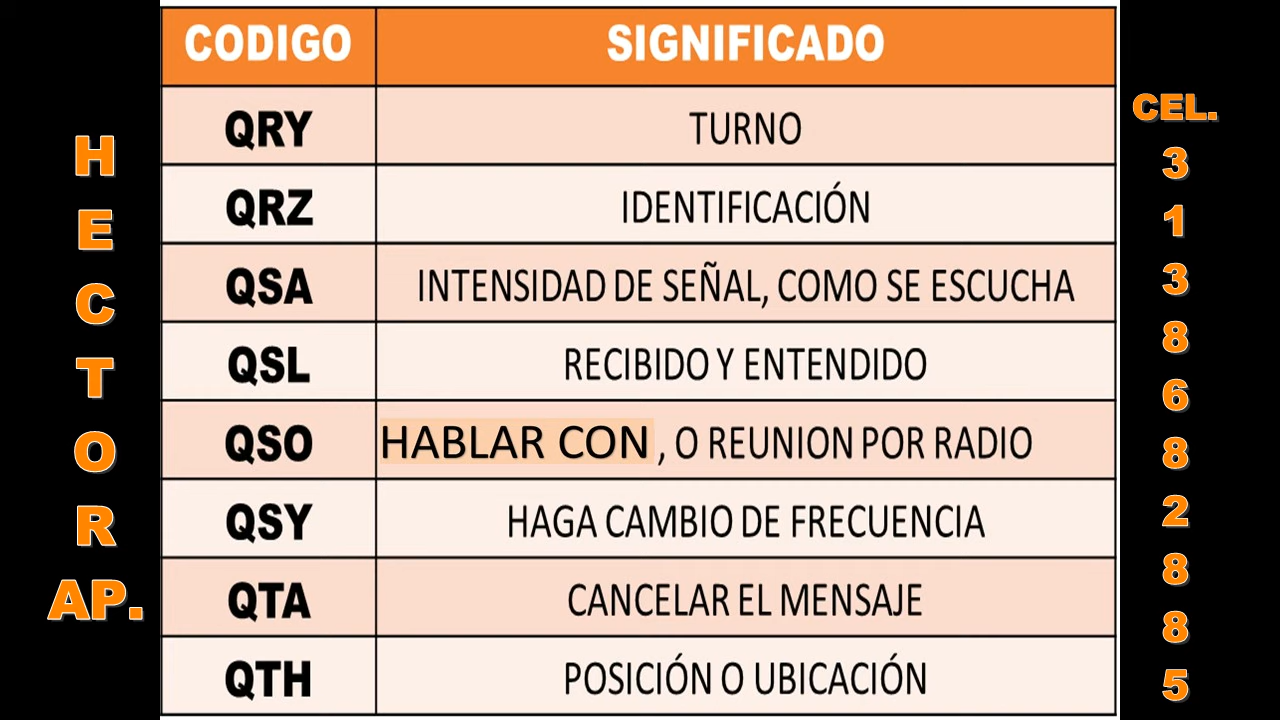 CODIGO SIGNIFICADO
QRY TURNO
QRZ IDENTIFICACIÓN
QSA INTENSIDAD DE SEÑAL, COMO SE ESCUCHA
QSL RECIBIDO Y ENTENDIDO
QSO HABLAR CON , O REUNION POR RADIO
QSY HAGA CAMBIO DE FRECUENCIA
QTA CANCELAR EL MENSAJE
QTH POSICIÓN O UBICACIÓN
H
E
C
T
O
R
AP.
CEL.
3
1
3
8
6
8
2
8
8
5